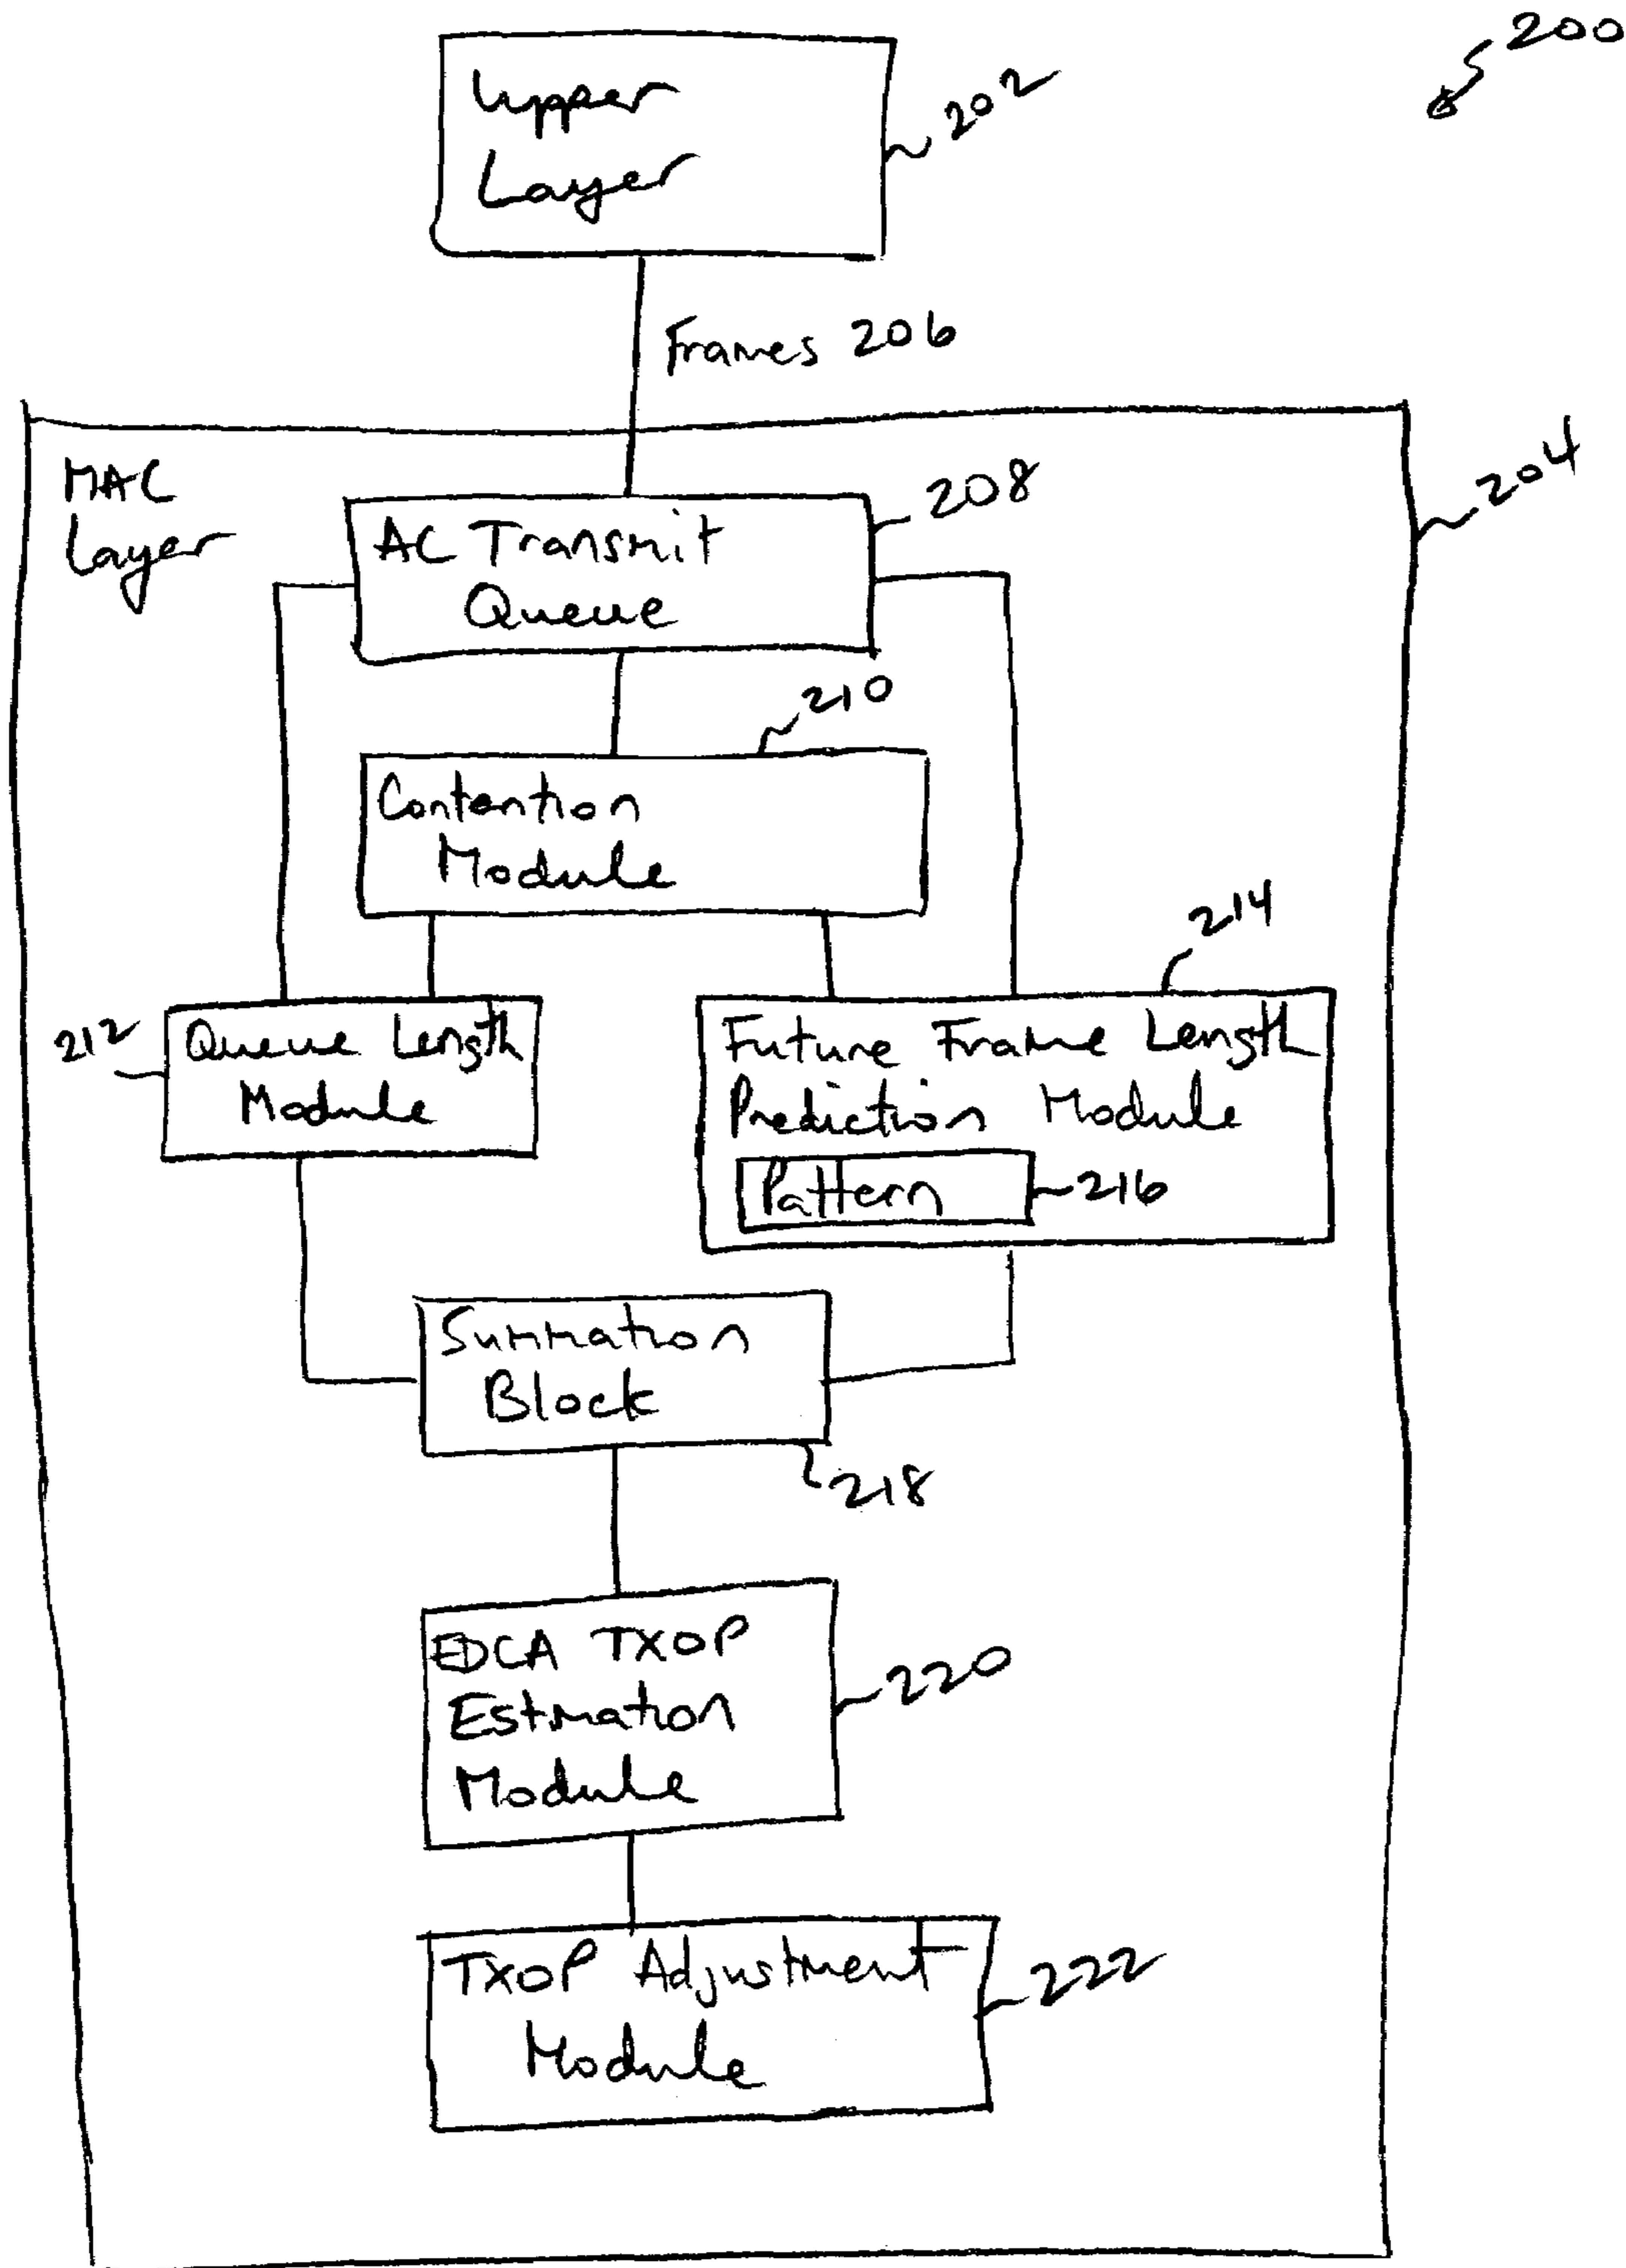 200
Upper
Layer
202
Frames 206
MAC
Layer
204
AC Transmit
Queue
208
210
Contention
Module
212
Queue Length
Module
214
Future Frame Length
Prediction Module
Pattern
216
Summation
Block
218
EDCA TXOP
Estimation
Module
220
TXOP Adjustment
Module
222